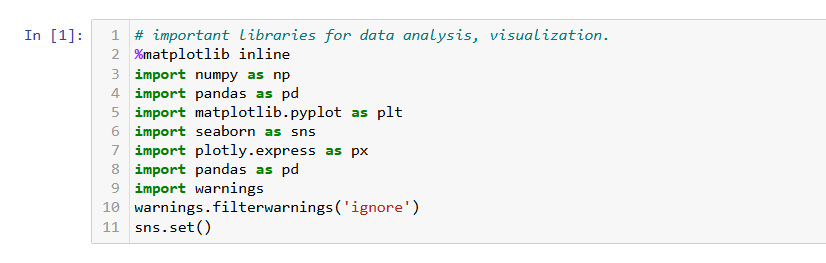 In [1]:
1 # important libraries for data analysis, visualization.
2 %matplotlib inline
3 import numpy as np
4 import pandas as pd
5 import matplotlib.pyplot as plt
6 import seaborn as sns
7 import plotly.express as px
8 import pandas as pd
9 import warnings
10 warnings.filterwarnings('ignore')
11 sns.set()